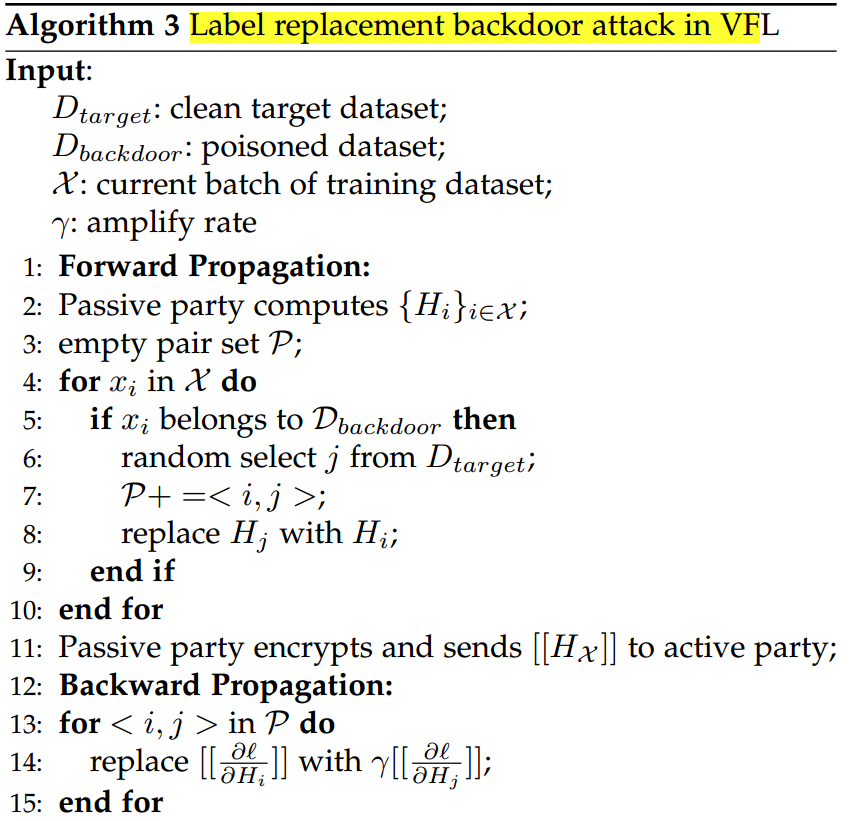 Algorithm 3 Label replacement backdoor attack in VFL
Input:
$D_{target}$: clean target dataset;
$D_{backdoor}$: poisoned dataset;
$\mathcal{X}$: current batch of training dataset;
$\gamma$: amplify rate
1: Forward Propagation:
2: Passive party computes $\{H_i\}_{i \in \mathcal{X}}$;
3: empty pair set $\mathcal{P}$;
4: for $x_i$ in $\mathcal{X}$ do
5: if $x_i$ belongs to $\mathcal{D}_{backdoor}$ then
6: random select $j$ from $D_{target}$;
7: $\mathcal{P}+ =< i, j >$;
8: replace $H_j$ with $H_i$;
9: end if
10: end for
11: Passive party encrypts and sends $[[H_{\mathcal{X}}]]$ to active party;
12: Backward Propagation:
13: for $< i, j >$ in $\mathcal{P}$ do
14: replace $[[\frac{\partial \ell}{\partial H_i}]]$ with $\gamma[[\frac{\partial \ell}{\partial H_j}]]$;
15: end for